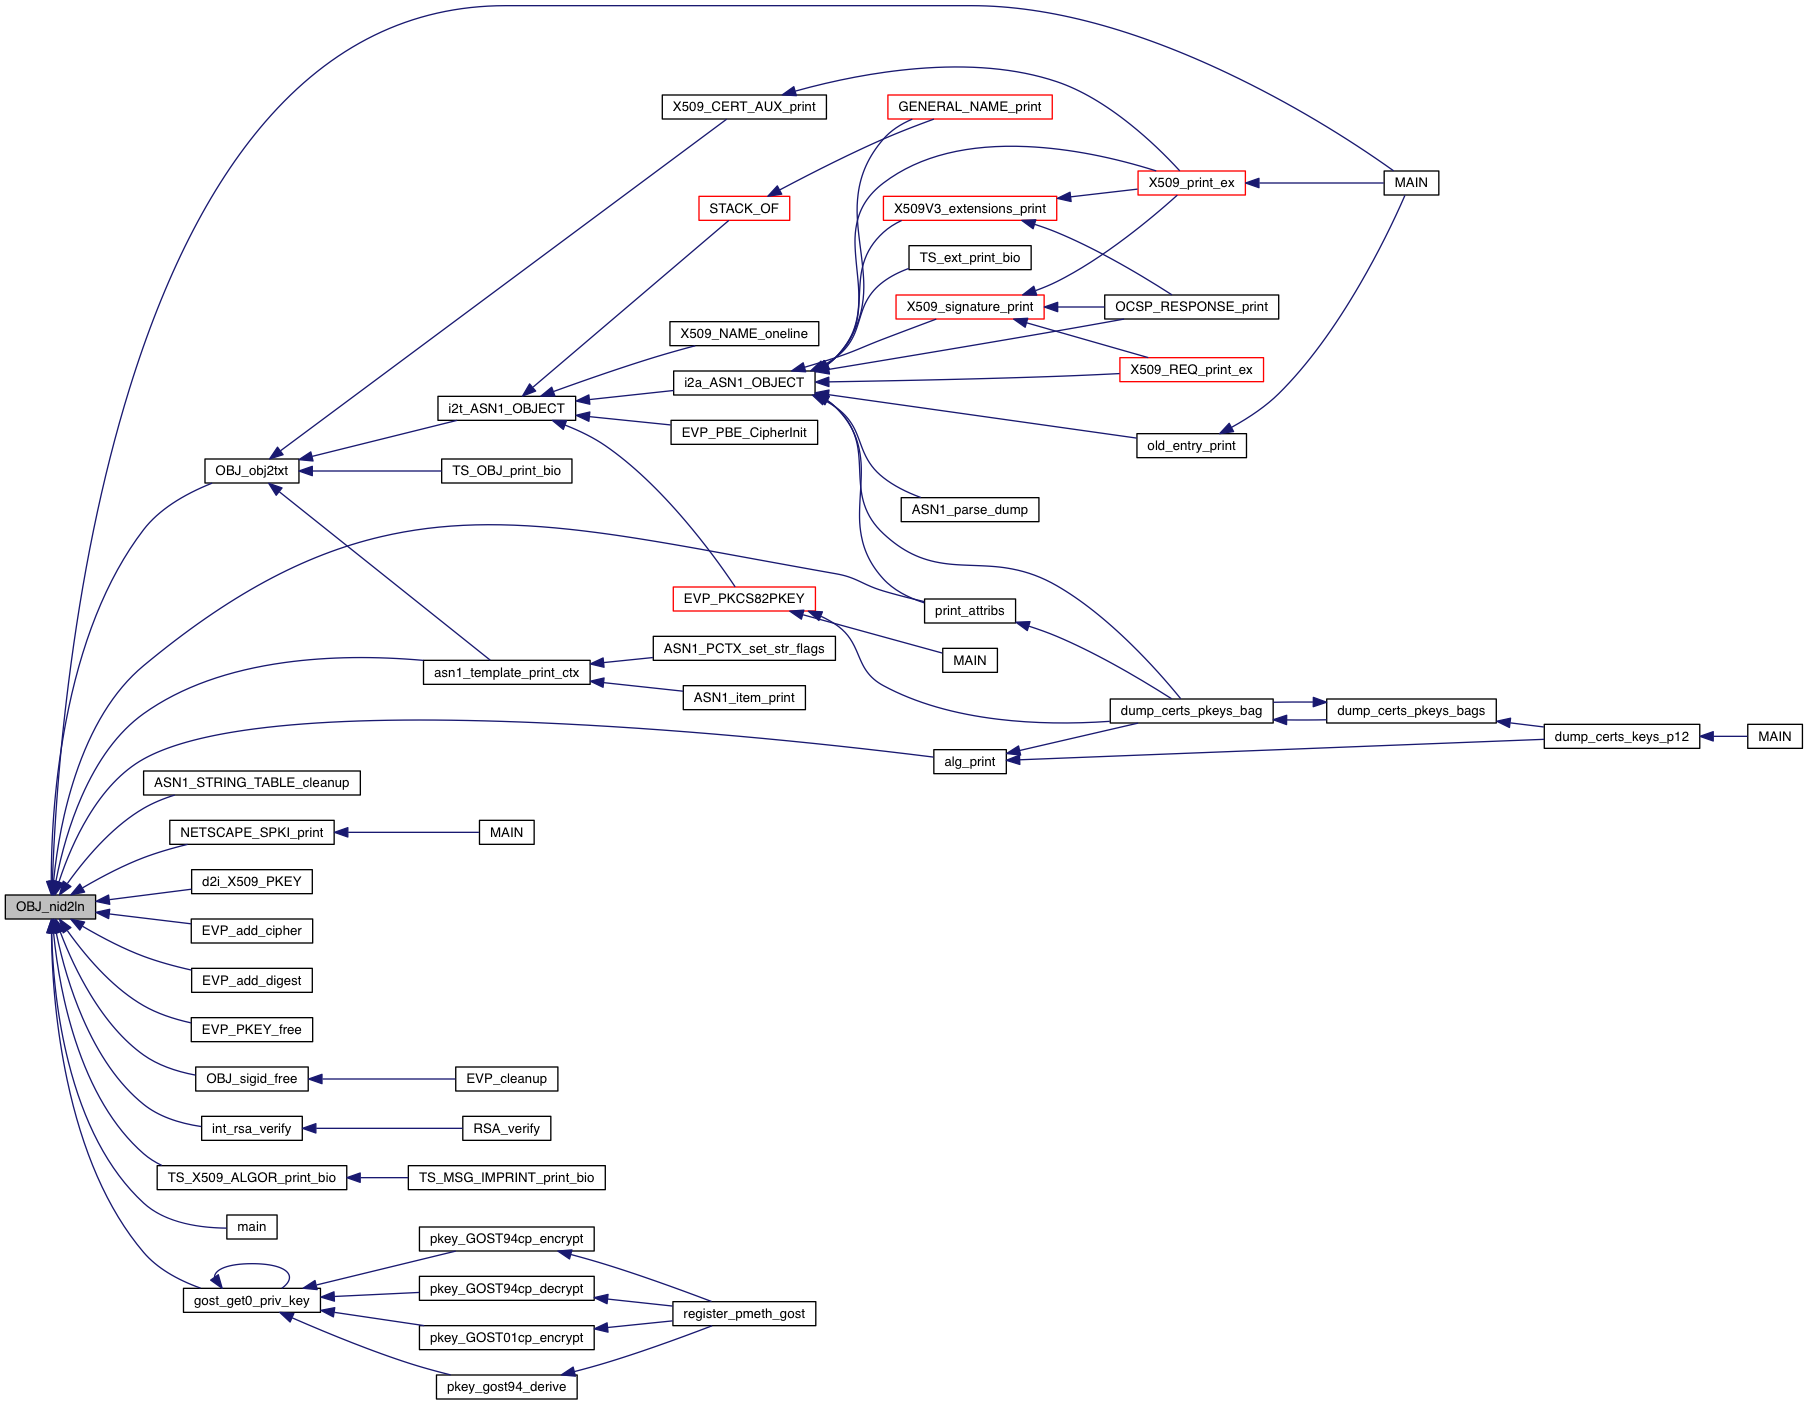 X509_CERT_AUX_print
GENERAL_NAME_print
X509_print_ex
MAIN
STACK_OF
X509V3_extensions_print
TS_ext_print_bio
X509_signature_print
OCSP_RESPONSE_print
X509_NAME_oneline
X509_REQ_print_ex
i2a_ASN1_OBJECT
i2t_ASN1_OBJECT
EVP_PBE_CipherInit
old_entry_print
OBJ_obj2txt
TS_OBJ_print_bio
ASN1_parse_dump
EVP_PKCS82PKEY
print_attribs
ASN1_PCTX_set_str_flags
MAIN
asn1_template_print_ctx
ASN1_item_print
dump_certs_pkeys_bag
dump_certs_pkeys_bags
dump_certs_keys_p12
MAIN
alg_print
ASN1_STRING_TABLE_cleanup
NETSCAPE_SPKI_print
MAIN
d2i_X509_PKEY
OBJ_nid2ln
EVP_add_cipher
EVP_add_digest
EVP_PKEY_free
OBJ_sigid_free
EVP_cleanup
int_rsa_verify
RSA_verify
TS_X509_ALGOR_print_bio
TS_MSG_IMPRINT_print_bio
main
pkey_GOST94cp_encrypt
pkey_GOST94cp_decrypt
gost_get0_priv_key
register_pmeth_gost
pkey_GOST01cp_encrypt
pkey_gost94_derive